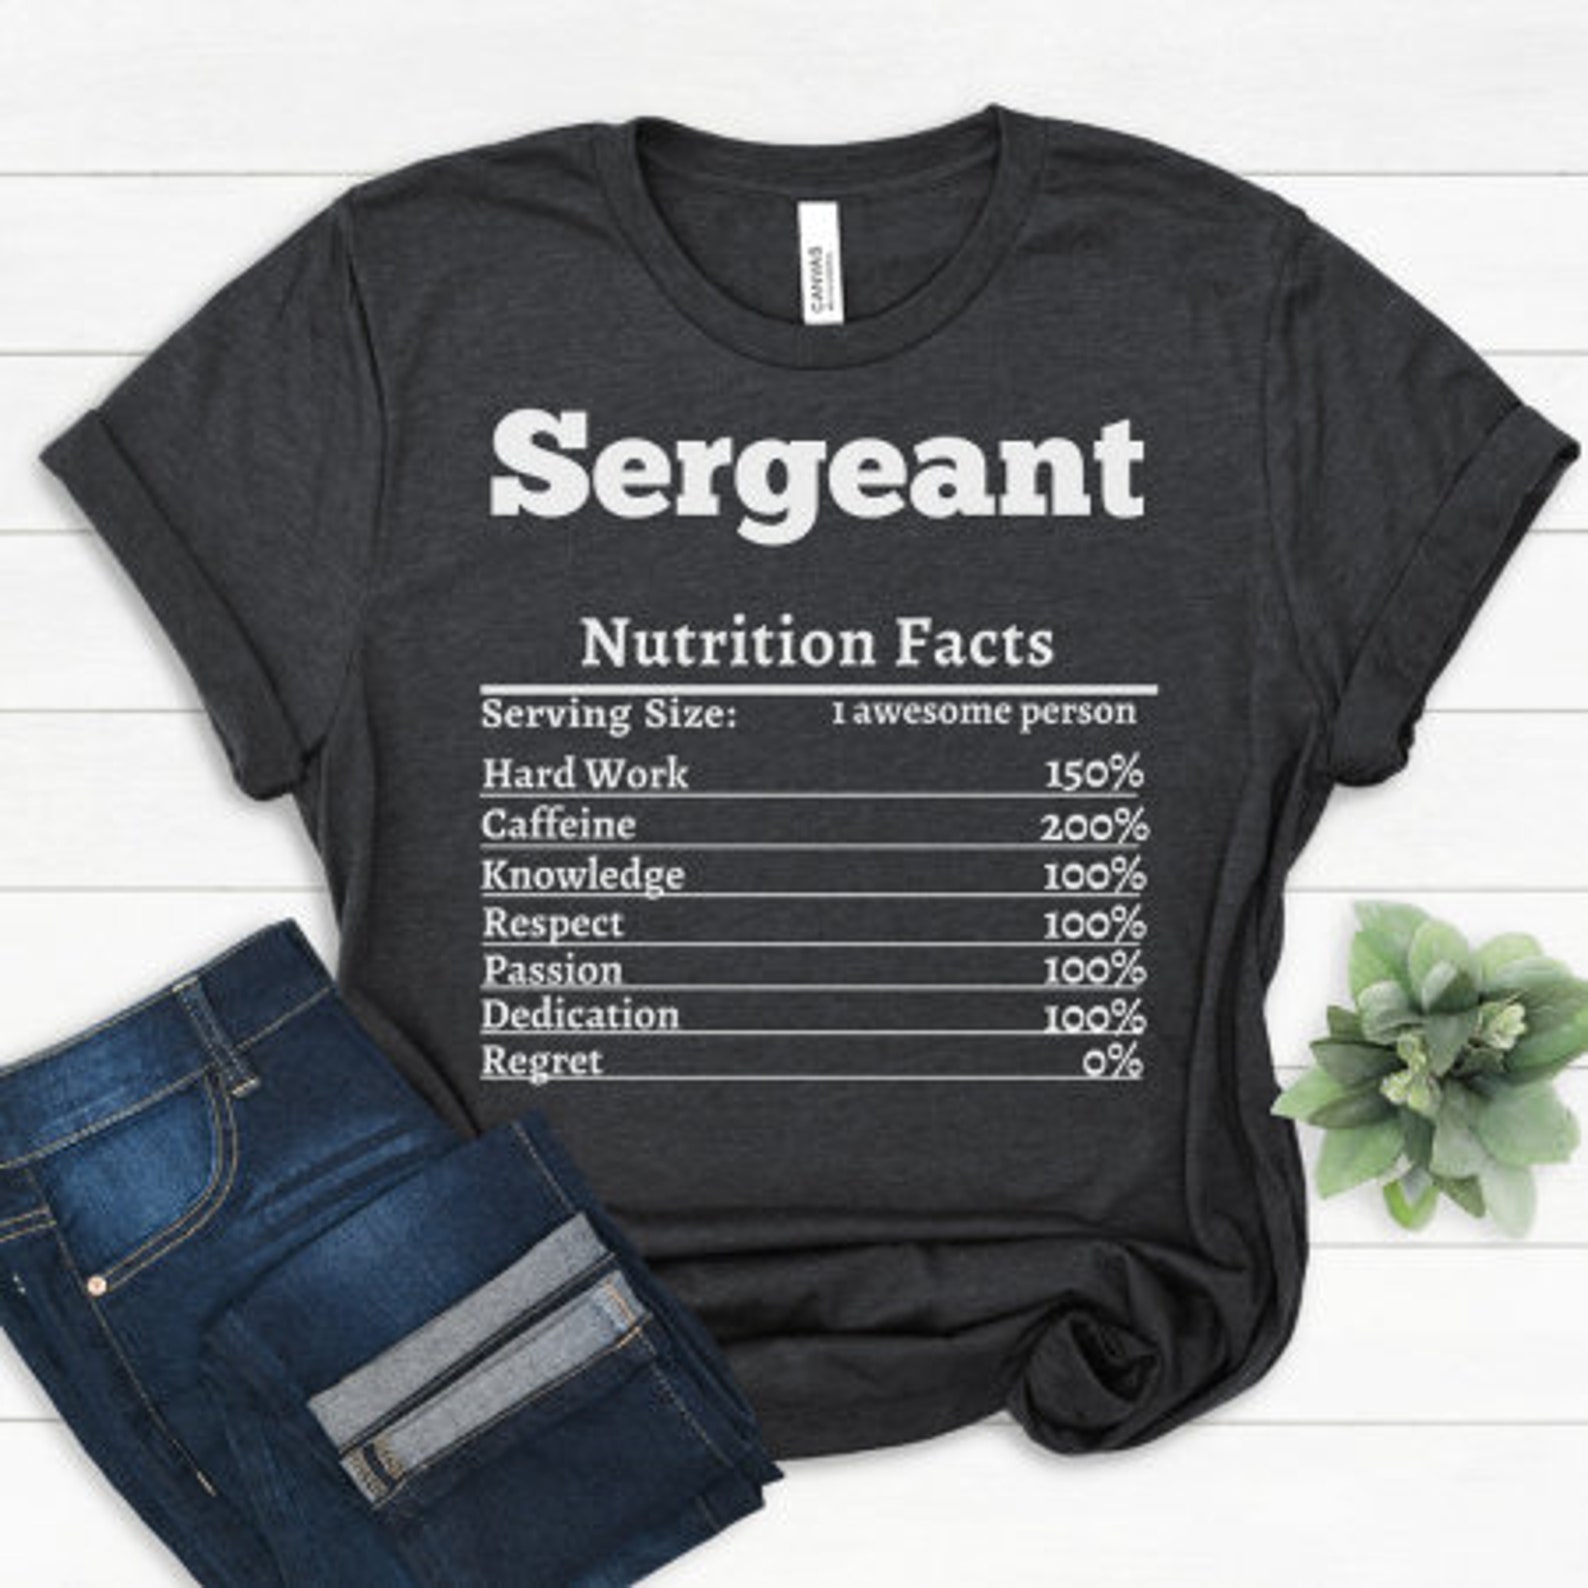 CANVAS
Sergeant
Nutrition Facts
Serving Size: 1 awesome person
Hard Work 150%
Caffeine 200%
Knowledge 100%
Respect 100%
Passion 100%
Dedication 100%
Regret 0%